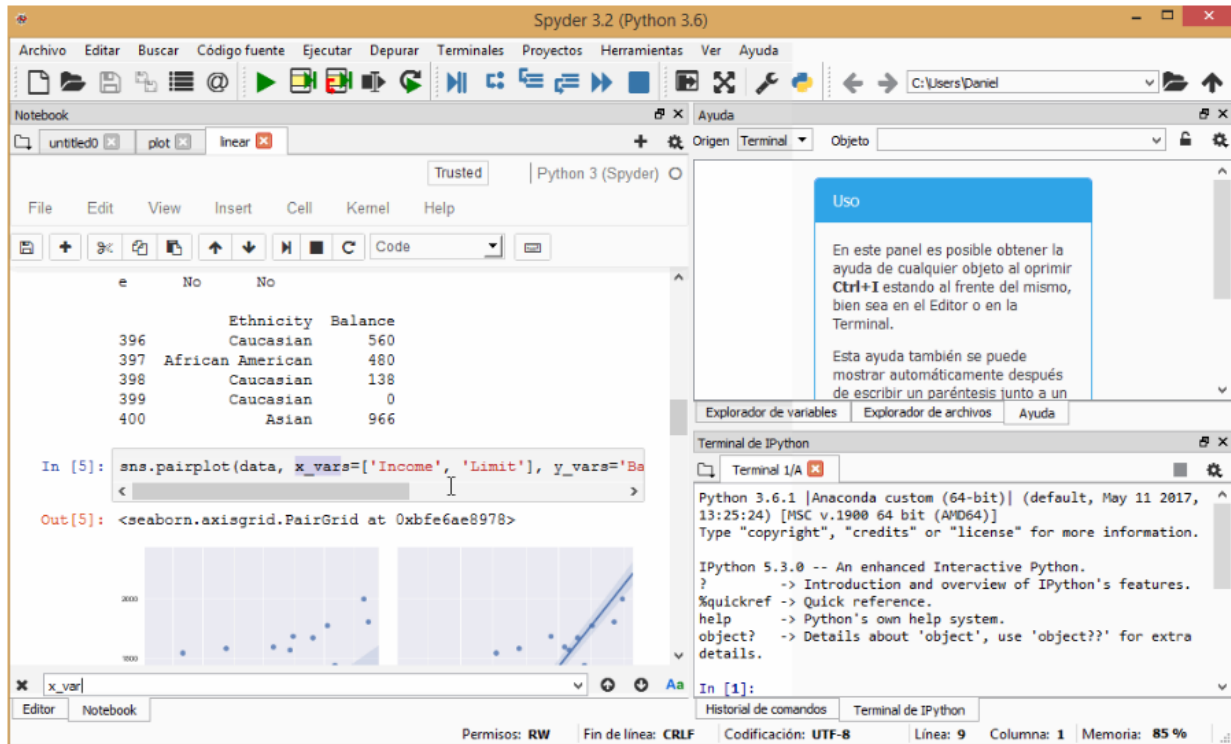 Spyder 3.2 (Python 3.6)
Archivo Editar Buscar Código fuente Ejecutar Depurar Terminales Proyectos Herramientas Ver Ayuda
C:\Users\Daniel
Notebook
untitled0 plot linear
Trusted Python 3 (Spyder)
File Edit View Insert Cell Kernel Help
Code
e No No
Ethnicity Balance
396 Caucasian 560
397 African American 480
398 Caucasian 138
399 Caucasian 0
400 Asian 966
In [5]: sns.pairplot(data, x_vars=['Income', 'Limit'], y_vars='Ba
Out[5]: <seaborn.axisgrid.PairGrid at 0xbfe6ae8978>
2000
1800
x_var
Aa
Editor Notebook
Ayuda
Origen Terminal Objeto
Uso
En este panel es posible obtener la
ayuda de cualquier objeto al oprimir
Ctrl+I estando al frente del mismo,
bien sea en el Editor o en la
Terminal.
Esta ayuda también se puede
mostrar automáticamente después
de escribir un paréntesis junto a un
Explorador de variables Explorador de archivos Ayuda
Terminal de IPython
Terminal 1/A
Python 3.6.1 |Anaconda custom (64-bit)| (default, May 11 2017,
13:25:24) [MSC v.1900 64 bit (AMD64)]
Type "copyright", "credits" or "license" for more information.
IPython 5.3.0 -- An enhanced Interactive Python.
? -> Introduction and overview of IPython's features.
%quickref -> Quick reference.
help -> Python's own help system.
object? -> Details about 'object', use 'object??' for extra
details.
In [1]:
Historial de comandos Terminal de IPython
Permisos: RW Fin de línea: CRLF Codificación: UTF-8 Línea: 9 Columna: 1 Memoria: 85 %